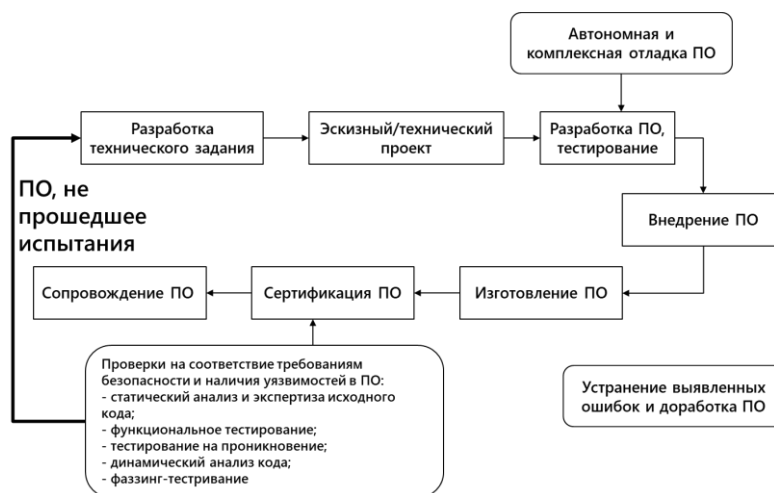 Автономная и
комплексная отладка ПО
Разработка
технического задания
Эскизный/технический
проект
Разработка ПО,
тестирование
ПО, не
прошедшее
испытания
Внедрение ПО
Сопровождение ПО
Сертификация ПО
Изготовление ПО
Проверки на соответствие требованиям
безопасности и наличия уязвимостей в ПО:
- статический анализ и экспертиза исходного
кода;
- функциональное тестирование;
- тестирование на проникновение;
- динамический анализ кода;
- фаззинг-тестривание
Устранение выявленных
ошибок и доработка ПО